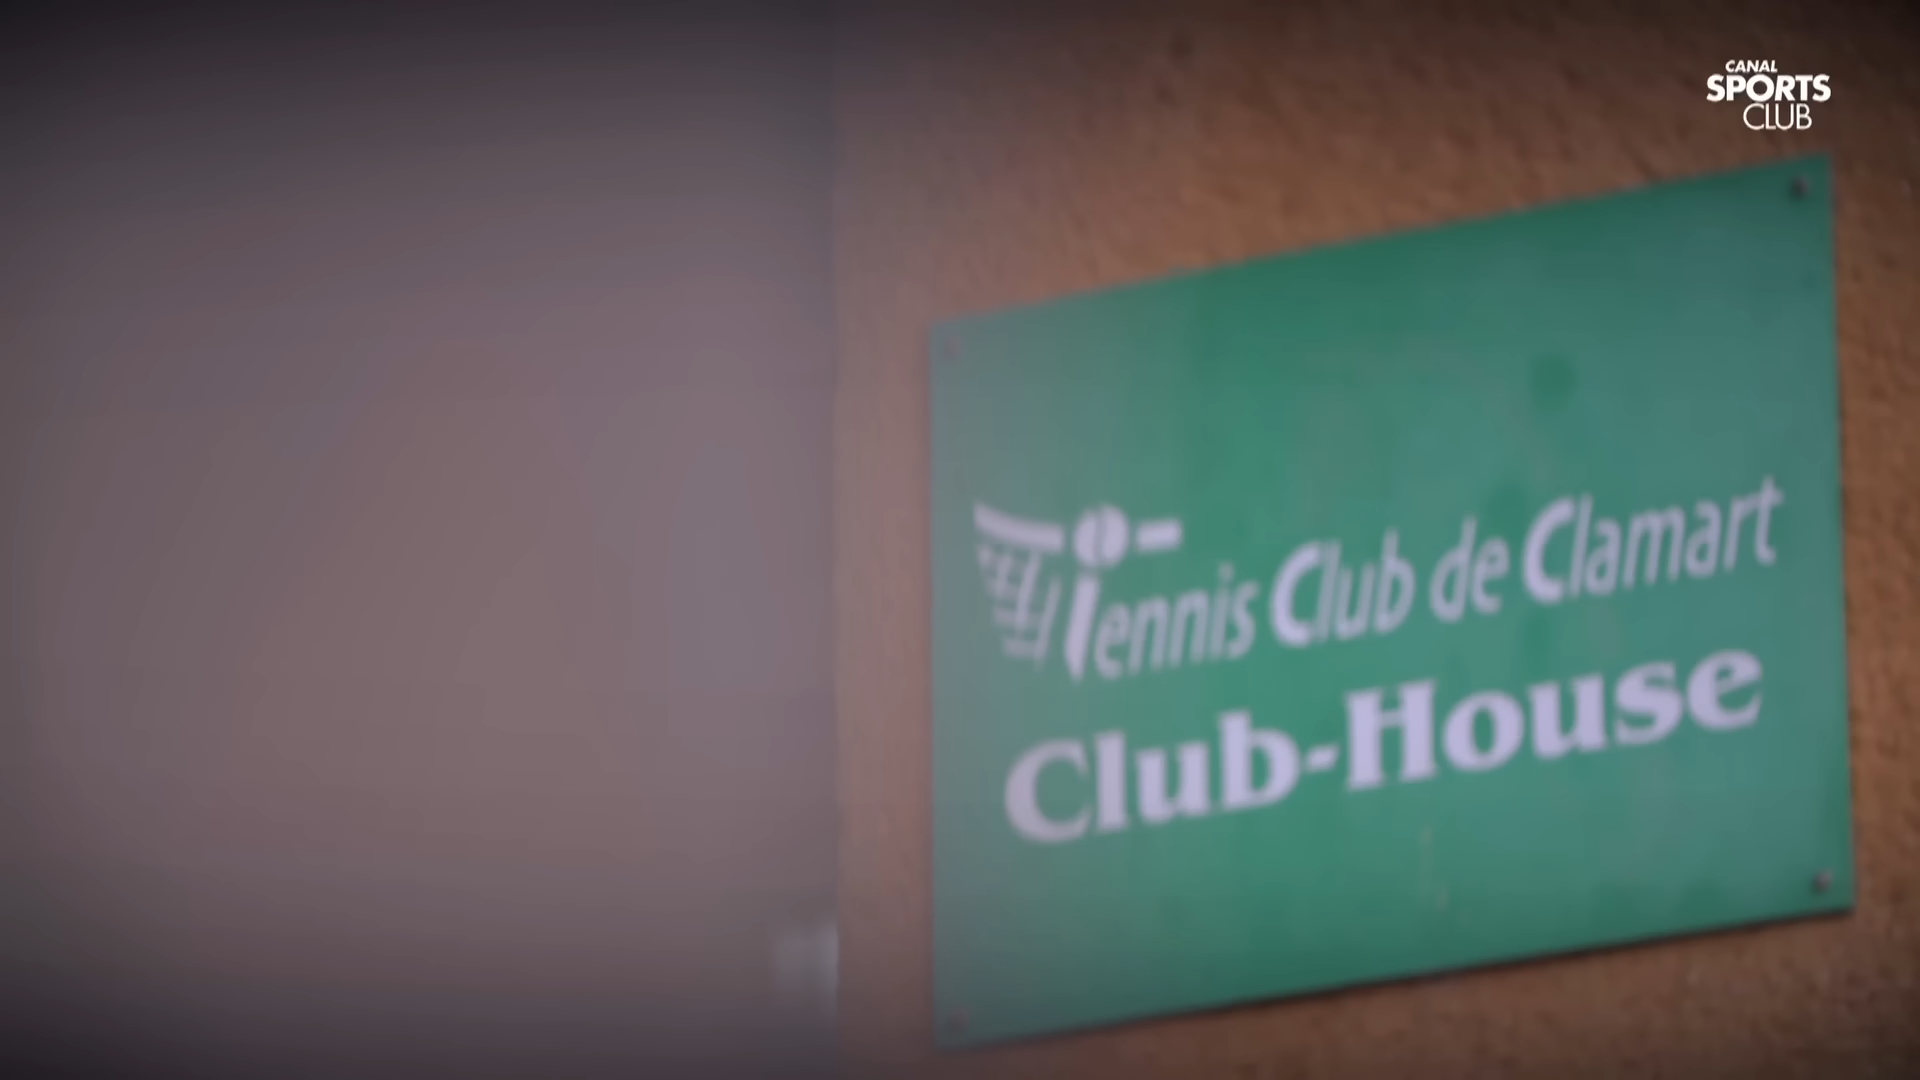 CANAL
SPORTS
CLUB
Tennis Club de Clamart
Club-House